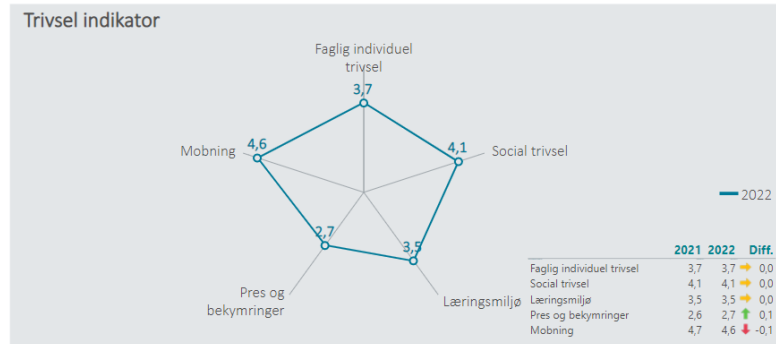 Trivsel indikator
Faglig individuel
trivsel
3,7
4,6
Mobning
4,1
Social trivsel
2022
2,7
3,5
Pres og
bekymringer
Læringsmiljø
2021 2022 Diff.
Faglig individuel trivsel 3,7 3,7 0,0
Social trivsel 4,1 4,1 0,0
Læringsmiljø 3,5 3,5 0,0
Pres og bekymringer 2,6 2,7 0,1
Mobning 4,7 4,6 -0,1